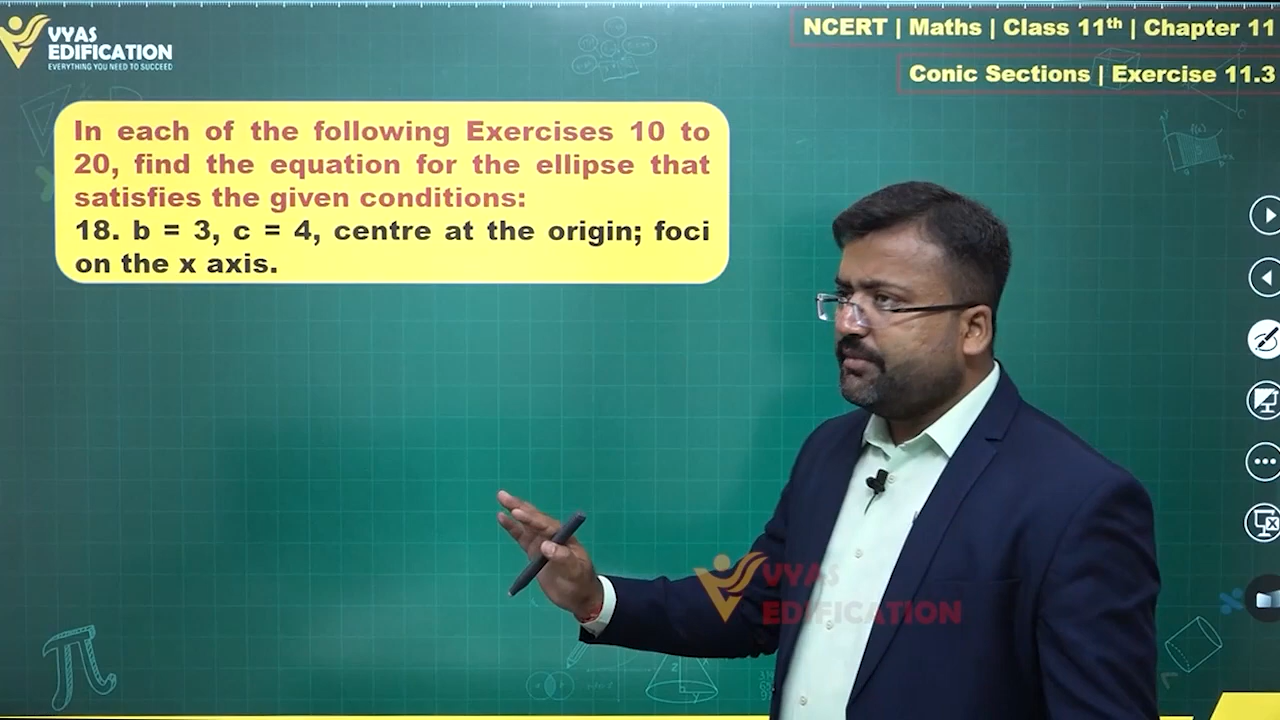 VYAS
EDIFICATION
EVERYTHING YOU NEED TO SUCCEED
NCERT | Maths | Class 11th | Chapter 11
Conic Sections | Exercise 11.3
In each of the following Exercises 10 to
20, find the equation for the ellipse that
satisfies the given conditions:
18. b = 3, c = 4, centre at the origin; foci
on the x axis.
VYAS
EDIFICATION